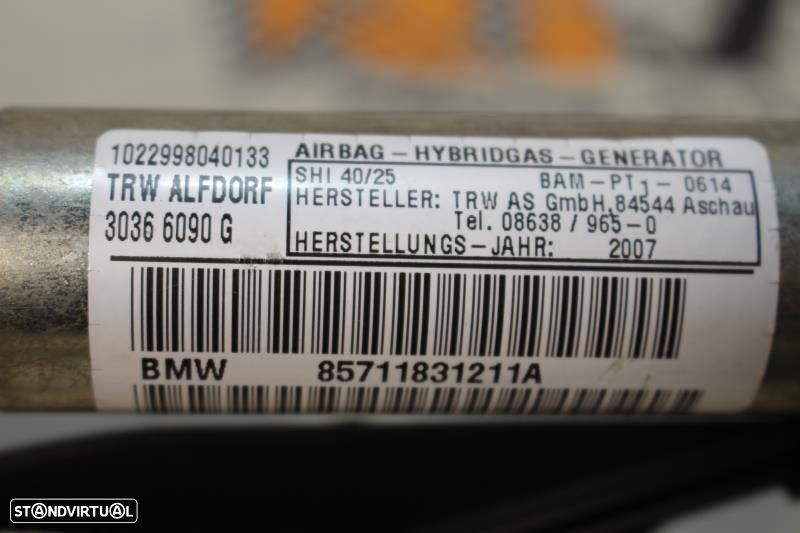 1022998040133
TRW ALFDORF
3036 6090 G
AIRBAG - HYBRIDGAS - GENERATOR
SHI 40/25 BAM-PT1-0614
HERSTELLER: TRW AS GmbH, 84544 Aschau
Tel. 08638 / 965-0
HERSTELLUNGS-JAHR: 2007
BMW 85711831211A
STANDVIRTUAL